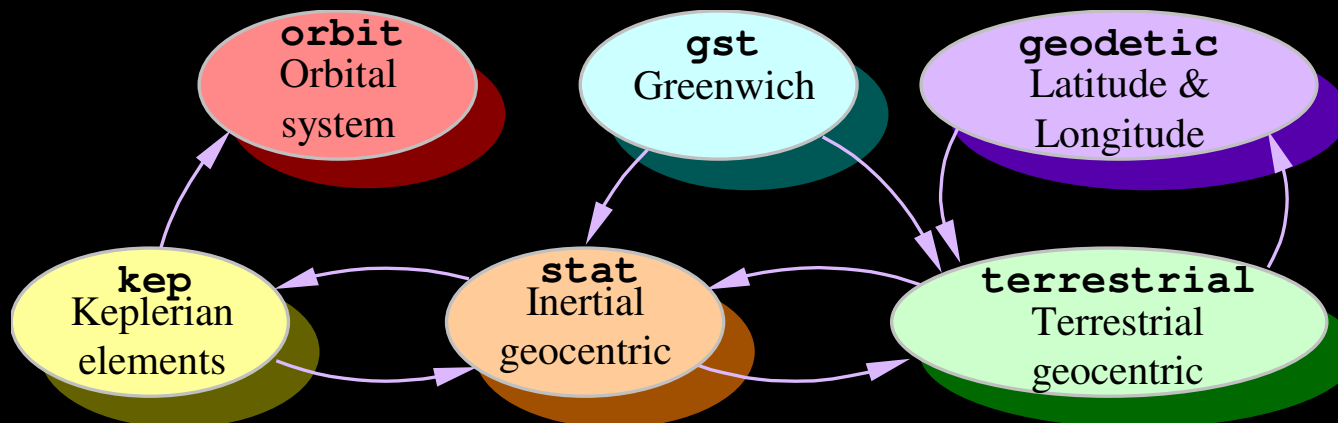 orbit
Orbital
system
gst
Greenwich
geodetic
Latitude &
Longitude
kep
Keplerian
elements
stat
Inertial
geocentric
terrestrial
Terrestrial
geocentric